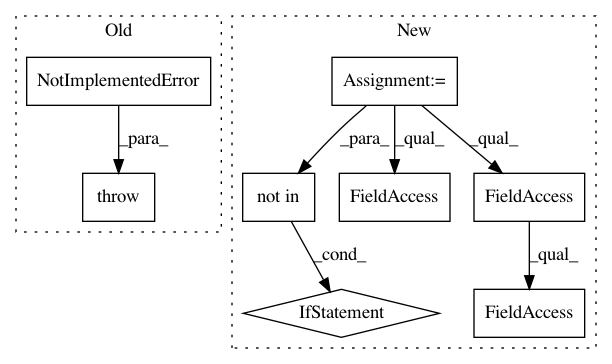 Old
New
NotImplementedError
Assignment:=
_para_
_para_
_qual_
_qual_
throw
not in
FieldAccess
FieldAccess
_cond_
_qual_
IfStatement
FieldAccess